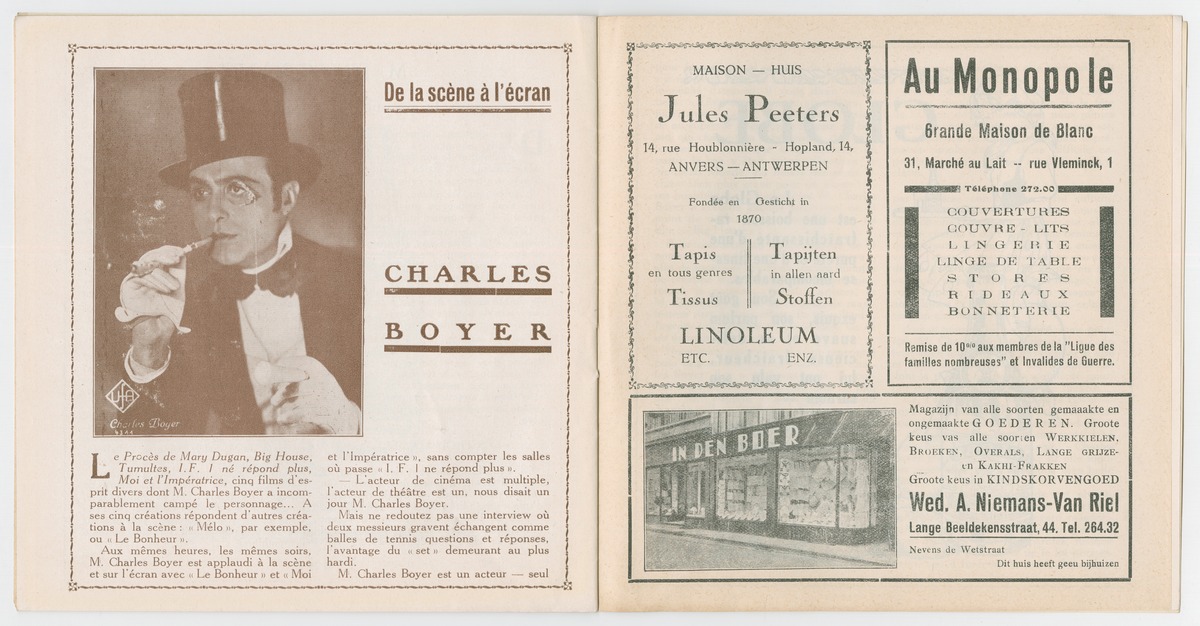 De la scène à l'écran
CHARLES
BOYER
UFA
Charles Boyer
Le Procès de Mary Dugan, Big House,
Tumultes, I. F. 1 né répond plus,
Moi et l'Impératrice, cinq films d'es-
prit divers dont M. Charles Boyer a incom-
parablement campé le personnage... A
ses cinq créations répondent d'autres créa-
tions à la scène : « Mélo », par exemple,
ou « Le Bonheur ».
Aux mêmes heures, les mêmes soirs,
M. Charles Boyer est applaudi à la scène
et sur l'écran avec « Le Bonheur » et « Moi
et l'Impératrice », sans compter les salles
où passe « I. F. 1 ne répond plus ».
— L'acteur de cinéma est multiple,
l'acteur de théâtre est un, nous disait un
jour M. Charles Boyer.
Mais ne redoutez pas une interview où
deux messieurs gravent échangent comme
balles de tennis questions et réponses,
l'avantage du « set » demeurant au plus
hardi.
M. Charles Boyer est un acteur — seul
MAISON — HUIS
Jules Peeters
14, rue Houblonnière - Hopland, 14,
ANVERS — ANTWERPEN
Fondée en Gesticht in
1870
Tapis
en tous genres
Tissus
Tapijten
in allen aard
Stoffen
LINOLEUM
ETC. ENZ.
Au Monopole
Grande Maison de Blanc
31, Marché au Lait -- rue Vleminck, 1
Téléphone 272.00
COUVERTURES
COUVRE - LITS
LINGERIE
LINGE DE TABLE
STORES
RIDEAUX
BONNETERIE
Remise de 10 o/o aux membres de la "Ligue des
familles nombreuses" et Invalides de Guerre.
IN DEN BOER
Magazijn van alle soorten gemaaakte en
ongemaakte GOEDEREN. Groote
keus vas alle soor:en WERKKIELEN,
BROEKEN, OVERALS, LANGE GRIJZE-
en KAKHI-FRAKKEN
Groote keus in KINDSKORVENGOED
Wed. A. Niemans-Van Riel
Lange Beeldekensstraat, 44. Tel. 264.32
Nevens de Wetstraat
Dit huis heeft geeu bijhuizen